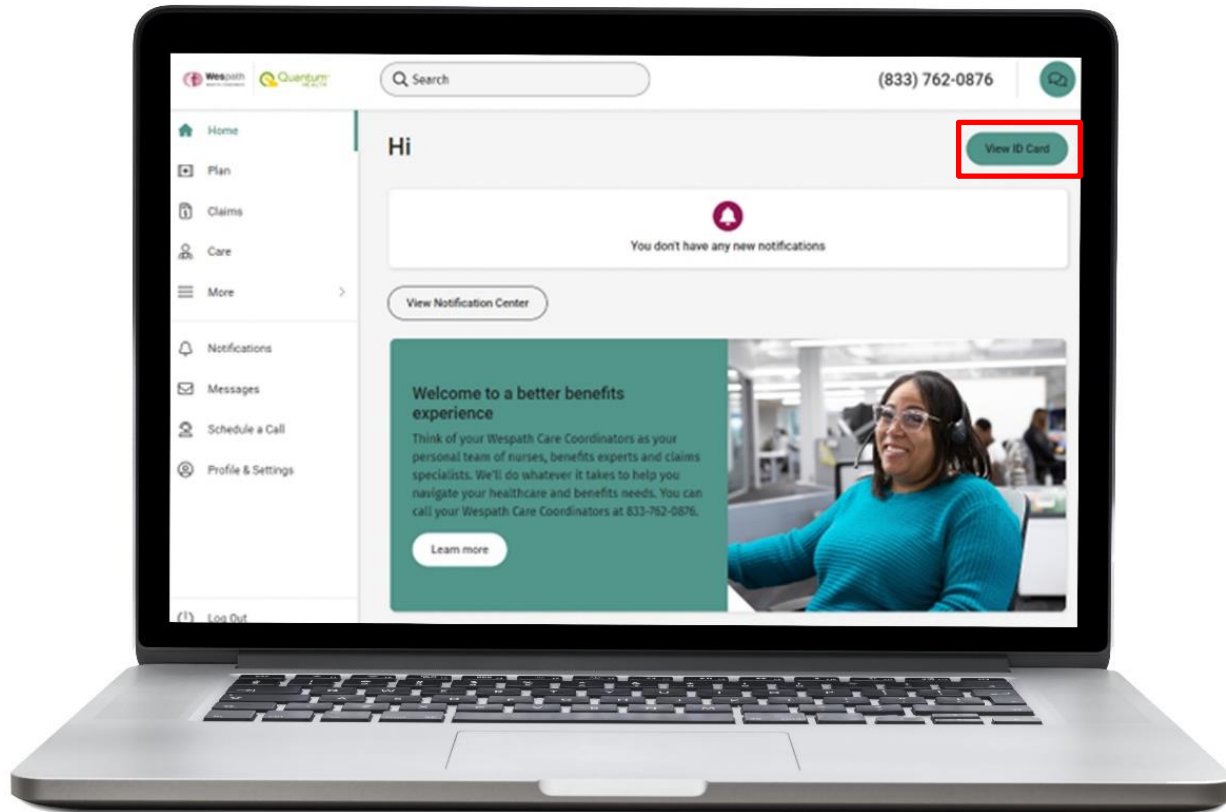 Wespath
Quantum
HEALTH
Search
(833) 762-0876
Home
Plan
Claims
Care
More
Notifications
Messages
Schedule a Call
Profile & Settings
Log Out
Hi
View ID Card
You don't have any new notifications
View Notification Center
Welcome to a better benefits
experience
Think of your Wespath Care Coordinators as your
personal team of nurses, benefits experts and claims
specialists. We'll do whatever it takes to help you
navigate your healthcare and benefits needs. You can
call your Wespath Care Coordinators at 833-762-0876.
Learn more